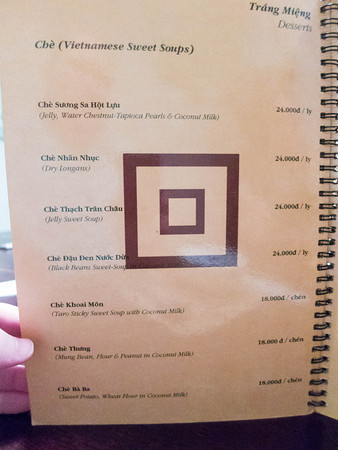 Tráng Miệng
Desserts
Chè (Vietnamese Sweet Soups)
Chè Sương Sa Hột Lựu 24.000đ / ly
(Jelly, Water Chestnut-Tapioca Pearls & Coconut Milk)
Chè Nhãn Nhục 24.000đ / ly
(Dry Longans)
Chè Thạch Trân Châu 24.000đ / ly
(Jelly Sweet Soup)
Chè Đậu Đen Nước Dừa 24.000đ / ly
(Black Beans Sweet-Soup
Chè Khoai Môn 18.000đ / chén
(Taro Sticky Sweet Soup with Coconut Milk)
Chè Thưng 18.000 đ / chén
(Mung Bean, Flour & Peanut in Coconut Milk)
Chè Bà Ba 18.000đ / chén
(Sweet Potato, Wheat Flour in Coconut Milk)